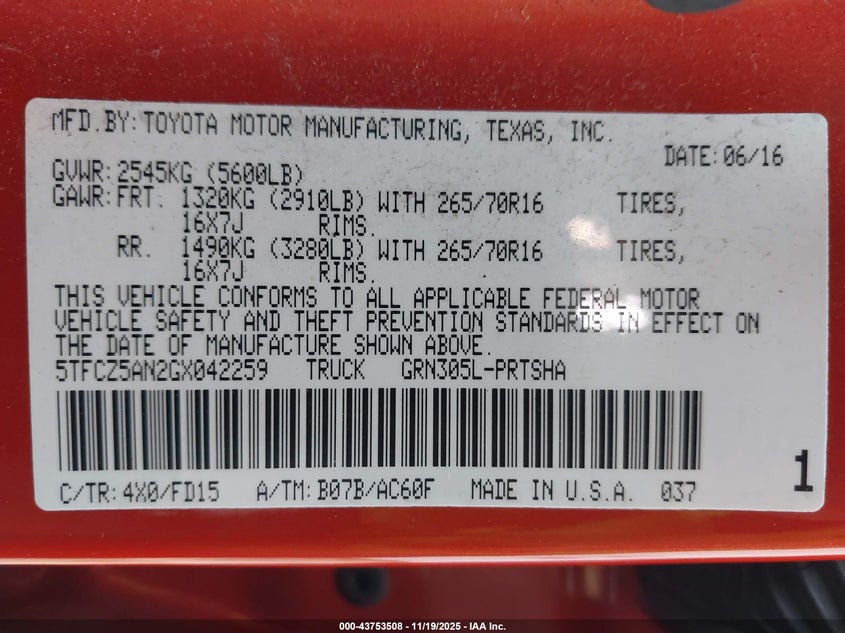 MFD.BY:TOYOTA MOTOR MANUFACTURING, TEXAS, INC.
DATE:06/16
GVWR:2545KG (5600LB)
GAWR:FRT. 1320KG (2910LB) WITH 265/70R16 TIRES,
16X7J RIMS.
RR. 1490KG (3280LB) WITH 265/70R16 TIRES,
16X7J RIMS.
THIS VEHICLE CONFORMS TO ALL APPLICABLE FEDERAL MOTOR
VEHICLE SAFETY AND THEFT PREVENTION STANDARDS IN EFFECT ON
THE DATE OF MANUFACTURE SHOWN ABOVE.
5TFCZ5AN2GX042259 TRUCK GRN305L-PRTSHA
1
C/TR:4X0/FD15 A/TM:B07B/AC60F MADE IN U.S.A. 037
000-43753508 - 11/19/2025 - IAA Inc.